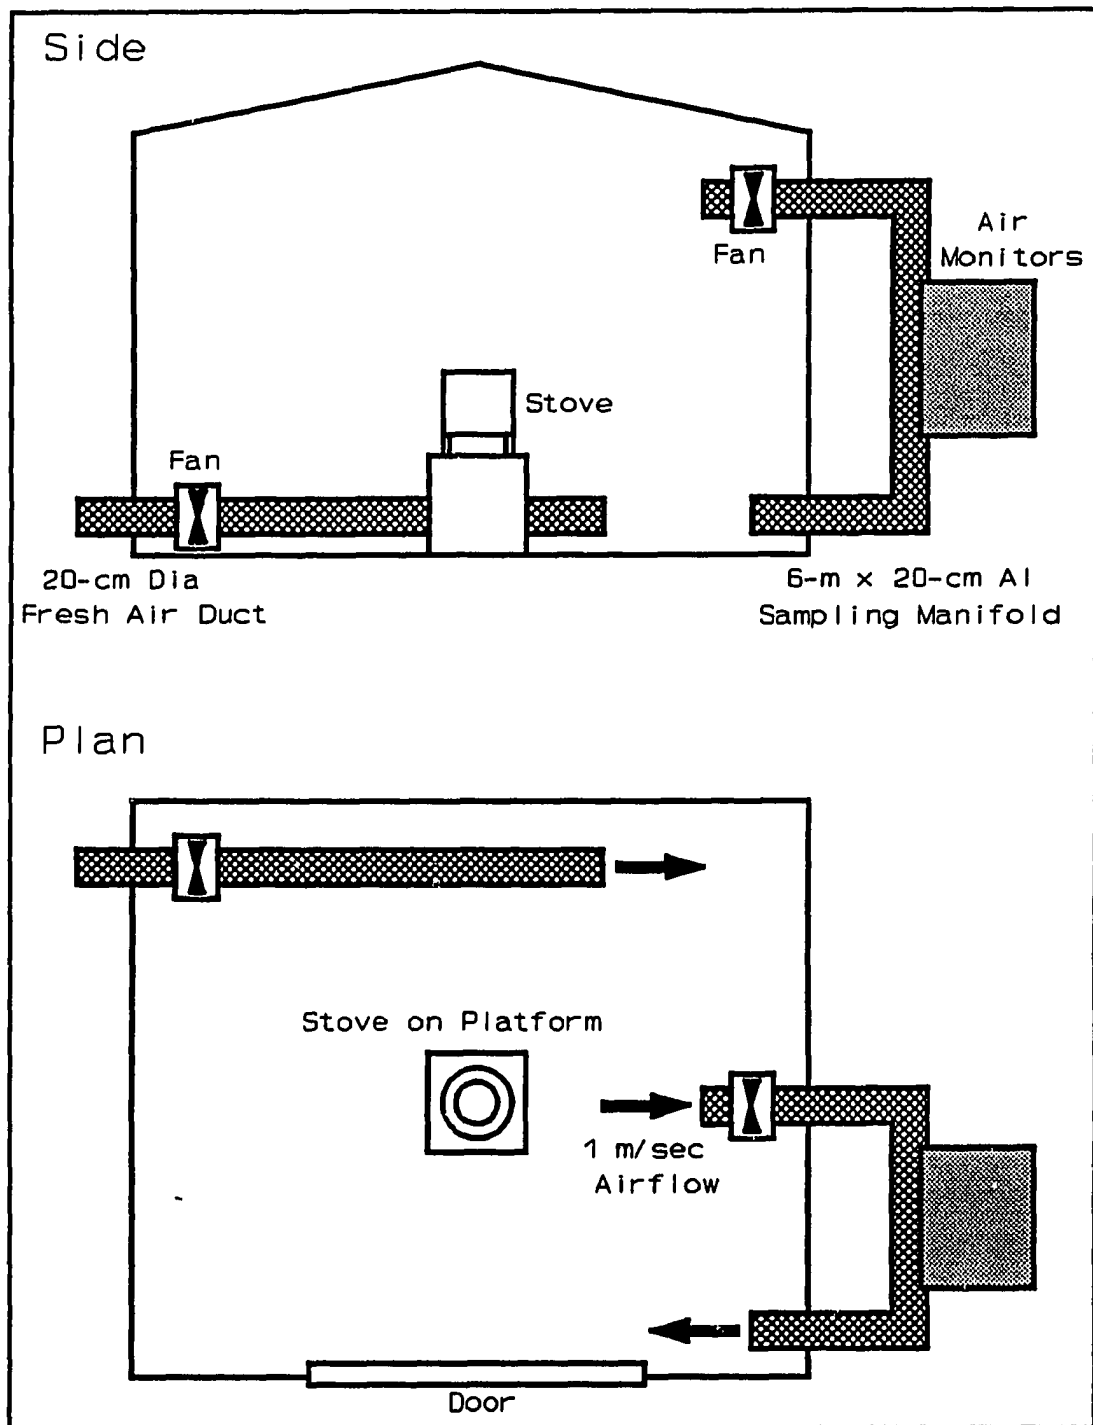 Side
Fan
Air
Monitors
Stove
Fan
20-cm Dia
Fresh Air Duct
6-m × 20-cm Al
Sampling Manifold
Plan
Stove on Platform
1 m/sec
Airflow
Door